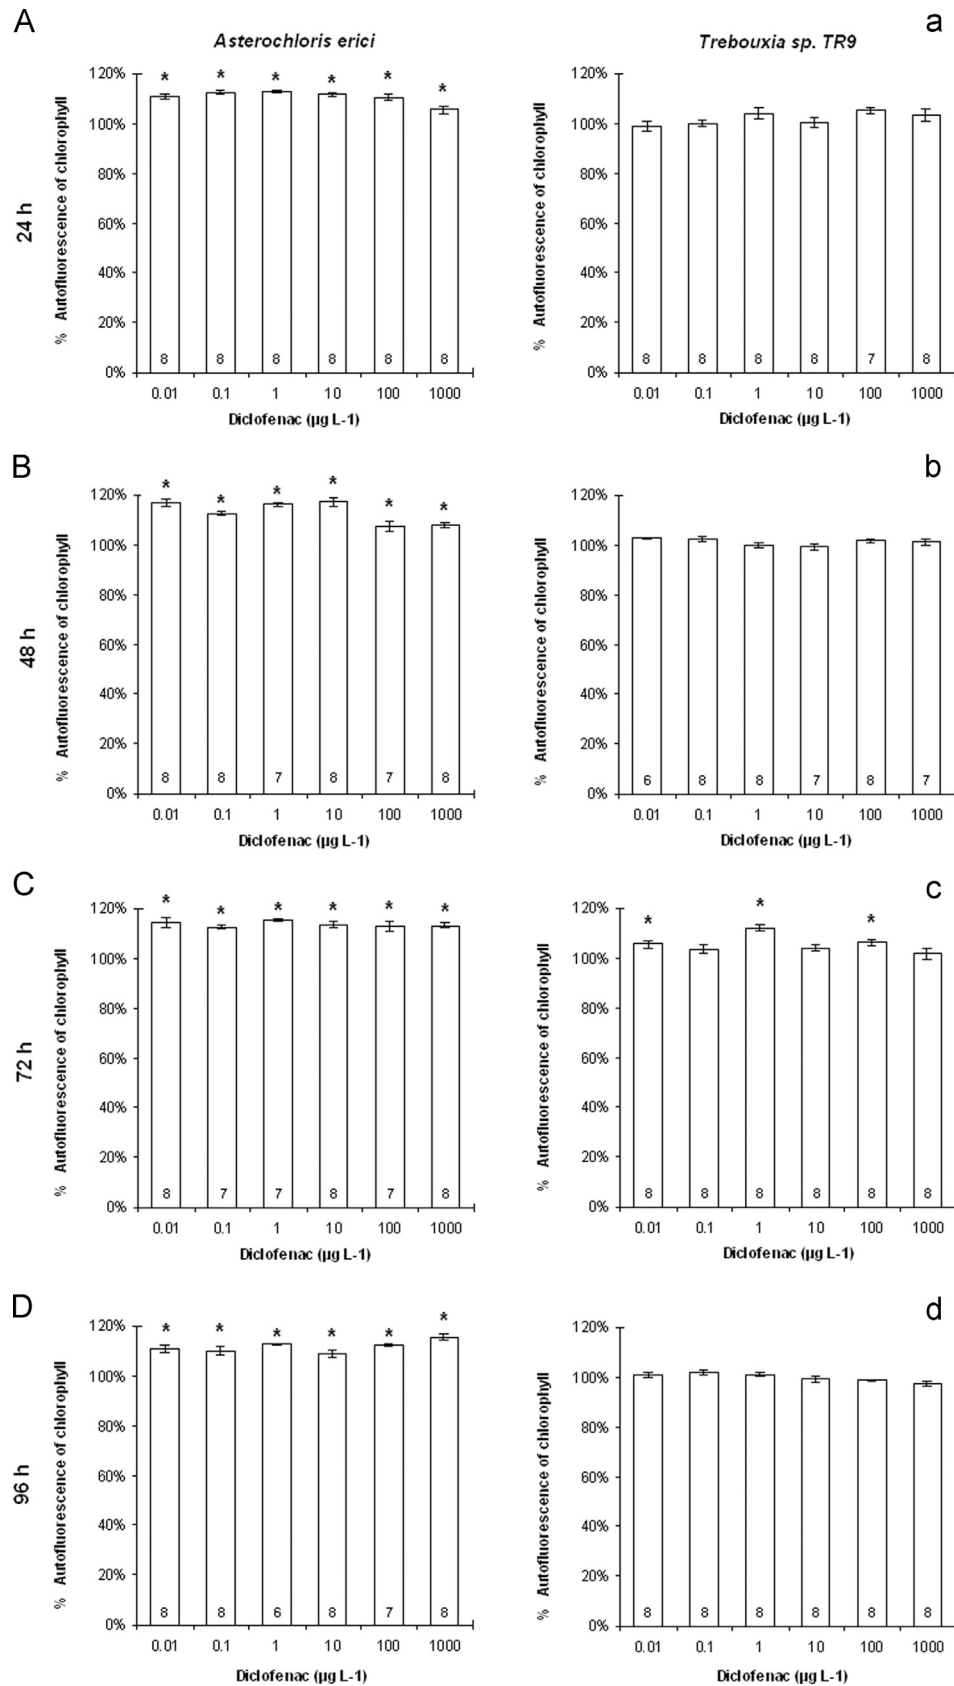 A
a
Asterochloris erici
Trebouxia sp. TR9
24 h
% Autofluorescence of chlorophyll
120%
100%
80%
60%
40%
20%
0%
* * * * * *
8 8 8 8 8 8
0.01 0.1 1 10 100 1000
Diclofenac (µg L-1)
% Autofluorescence of chlorophyll
120%
100%
80%
60%
40%
20%
0%
8 8 8 8 7 8
0.01 0.1 1 10 100 1000
Diclofenac (µg L-1)
B
b
48 h
% Autofluorescence of chlorophyll
120%
100%
80%
60%
40%
20%
0%
* * * * * *
8 8 7 8 7 8
0.01 0.1 1 10 100 1000
Diclofenac (µg L-1)
% Autofluorescence of chlorophyll
120%
100%
80%
60%
40%
20%
0%
6 8 8 7 8 7
0.01 0.1 1 10 100 1000
Diclofenac (µg L-1)
C
c
72 h
% Autofluorescence of chlorophyll
120%
100%
80%
60%
40%
20%
0%
* * * * * *
8 7 7 8 7 8
0.01 0.1 1 10 100 1000
Diclofenac (µg L-1)
% Autofluorescence of chlorophyll
120%
100%
80%
60%
40%
20%
0%
* * *
8 8 8 8 8 8
0.01 0.1 1 10 100 1000
Diclofenac (µg L-1)
D
d
96 h
% Autofluorescence of chlorophyll
120%
100%
80%
60%
40%
20%
0%
* * * * * *
8 8 6 8 7 8
0.01 0.1 1 10 100 1000
Diclofenac (µg L-1)
% Autofluorescence of chlorophyll
120%
100%
80%
60%
40%
20%
0%
8 8 8 8 8 8
0.01 0.1 1 10 100 1000
Diclofenac (µg L-1)